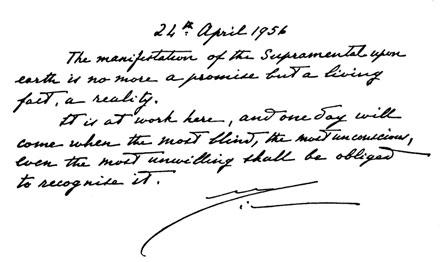 24th April 1956
The manifestation of the Supramental upon
earth is no more a promise but a living
fact, a reality.
It is at work here, and one day will
come when the most blind, the most unconscious,
even the most unwilling shall be obliged
to recognise it.